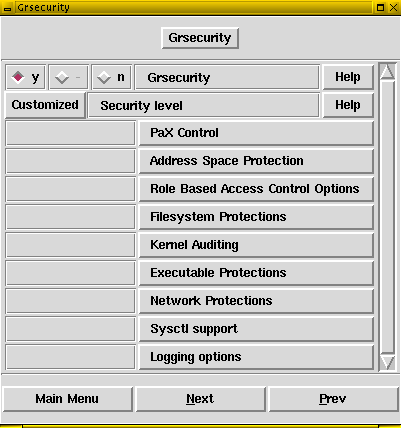 Grsecurity
Grsecurity
y - n Grsecurity Help
Customized Security level Help
PaX Control
Address Space Protection
Role Based Access Control Options
Filesystem Protections
Kernel Auditing
Executable Protections
Network Protections
Sysctl support
Logging options
Main Menu Next Prev